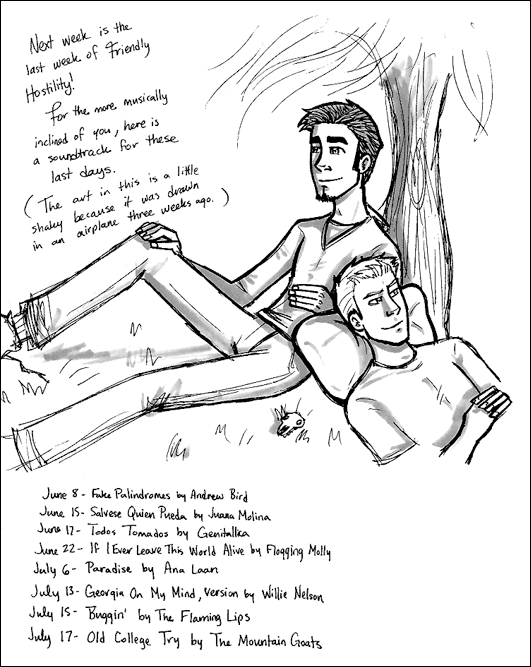 Next week is the
last week of Friendly
Hostility!
For the more musically
inclined of you, here is
a soundtrack for these
last days.
( The art in this is a little
shaky because it was drawn
in an airplane three weeks ago. )
June 8 - Fake Palindromes by Andrew Bird
June 15 - Salvese Quien Pueda by Juana Molina
June 17 - Todos Tomados by Genitallica
June 22 - If I Ever Leave This World Alive by Flogging Molly
July 6 - Paradise by Ana Laan
July 13 - Georgia On My Mind, version by Willie Nelson
July 15 - Buggin' by The Flaming Lips
July 17 - Old College Try by The Mountain Goats